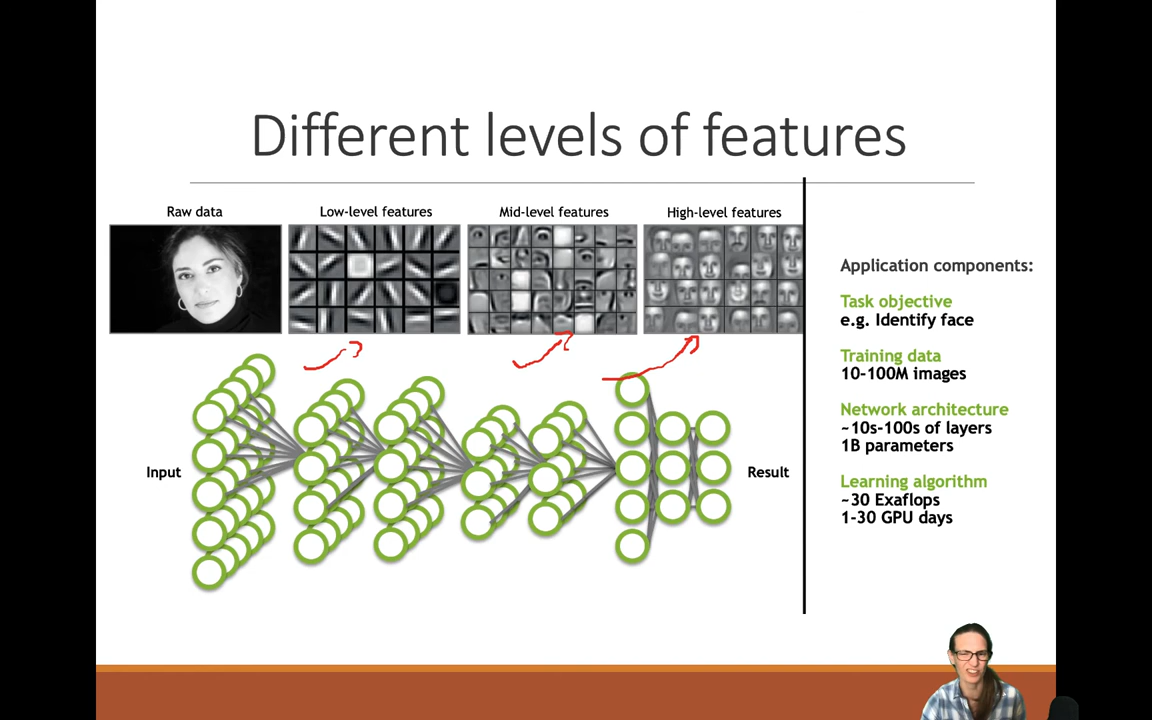 Different levels of features
Raw data
Low-level features
Mid-level features
High-level features
Input
Result
Application components:
Task objective
e.g. Identify face
Training data
10-100M images
Network architecture
~10s-100s of layers
1B parameters
Learning algorithm
~30 Exaflops
1-30 GPU days